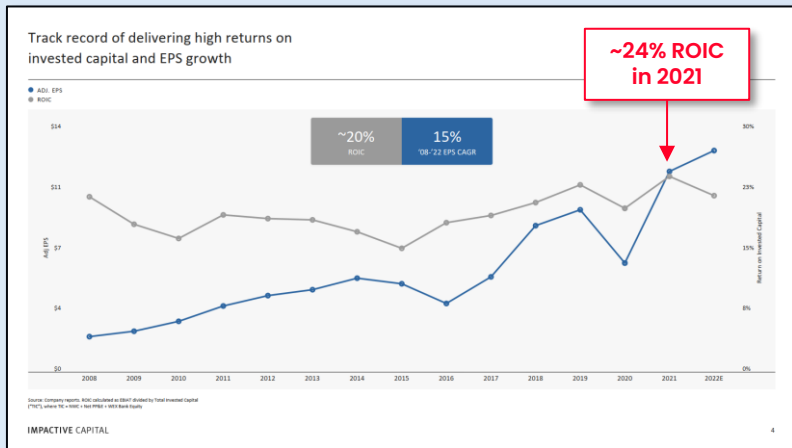 Track record of delivering high returns on
invested capital and EPS growth
~24% ROIC
in 2021
ADJ. EPS
ROIC
~20%
ROIC
15%
'08-'22 EPS CAGR
$14
$11
$7
$4
$0
Adj EPS
30%
23%
15%
8%
0%
Return on Invested Capital
2008 2009 2010 2011 2012 2013 2014 2015 2016 2017 2018 2019 2020 2021 2022E
Source: Company reports. ROIC calculated as EBIAT divided by Total Invested Capital
("TIC"), where TIC = NWC + Net PP&E + WEX Bank Equity
IMPACTIVE CAPITAL
4